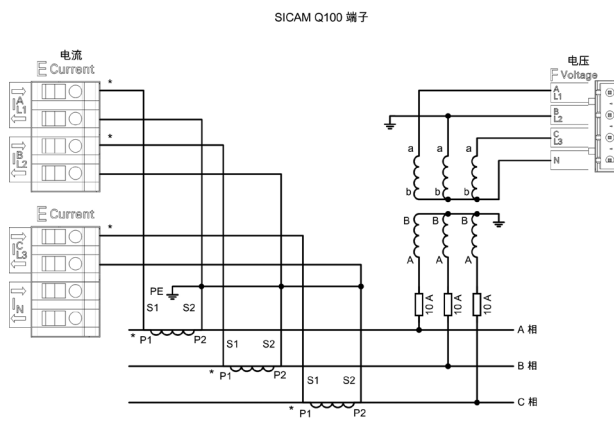 SICAM Q100 端子
电流
E Current
*
A
L1
I
*
B
L2
I
E Current
*
C
L3
I
I
N
电压
F Voltage
A
L1
B
L2
C
L3
N
a
a
a
b
b
b
B
B
B
A
A
A
10 A
10 A
10 A
PE
S1
S2
* P1
P2
A 相
S1
S2
* P1
P2
B 相
S1
S2
* P1
P2
C 相